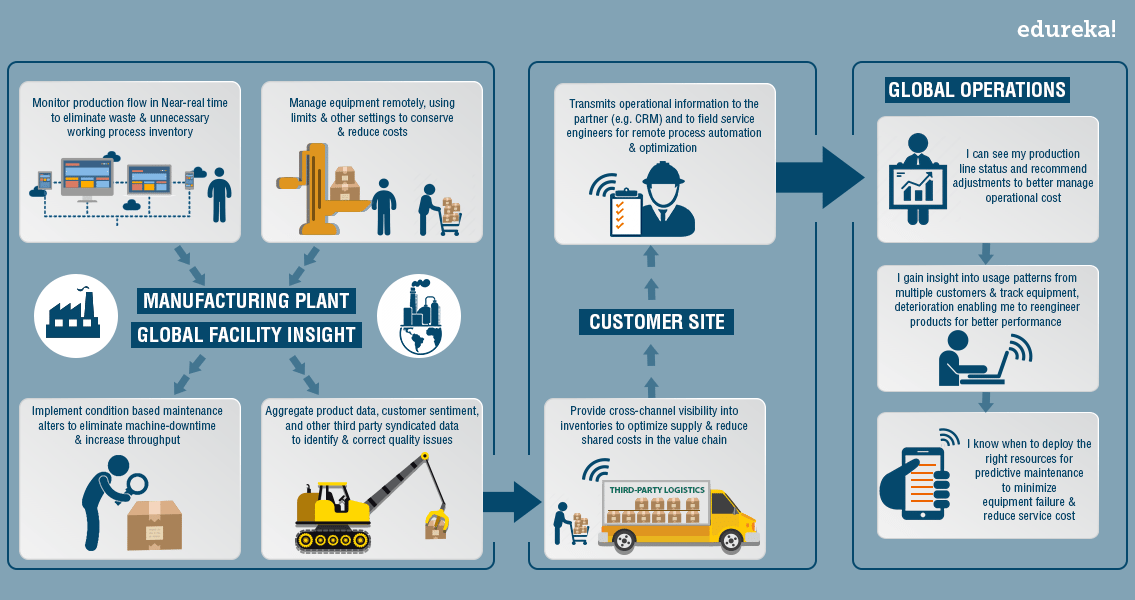 edureka!
Monitor production flow in Near-real time
to eliminate waste & unnecessary
working process inventory
Manage equipment remotely, using
limits & other settings to conserve
& reduce costs
MANUFACTURING PLANT
GLOBAL FACILITY INSIGHT
Implement condition based maintenance
alters to eliminate machine-downtime
& increase throughput
Aggregate product data, customer sentiment,
and other third party syndicated data
to identify & correct quality issues
Transmits operational information to the
partner (e.g. CRM) and to field service
engineers for remote process automation
& optimization
CUSTOMER SITE
Provide cross-channel visibility into
inventories to optimize supply & reduce
shared costs in the value chain
THIRD-PARTY LOGISTICS
GLOBAL OPERATIONS
I can see my production
line status and recommend
adjustments to better manage
operational cost
I gain insight into usage patterns from
multiple customers & track equipment,
deterioration enabling me to reengineer
products for better performance
I know when to deploy the
right resources for
predictive maintenance
to minimize
equipment failure &
reduce service cost